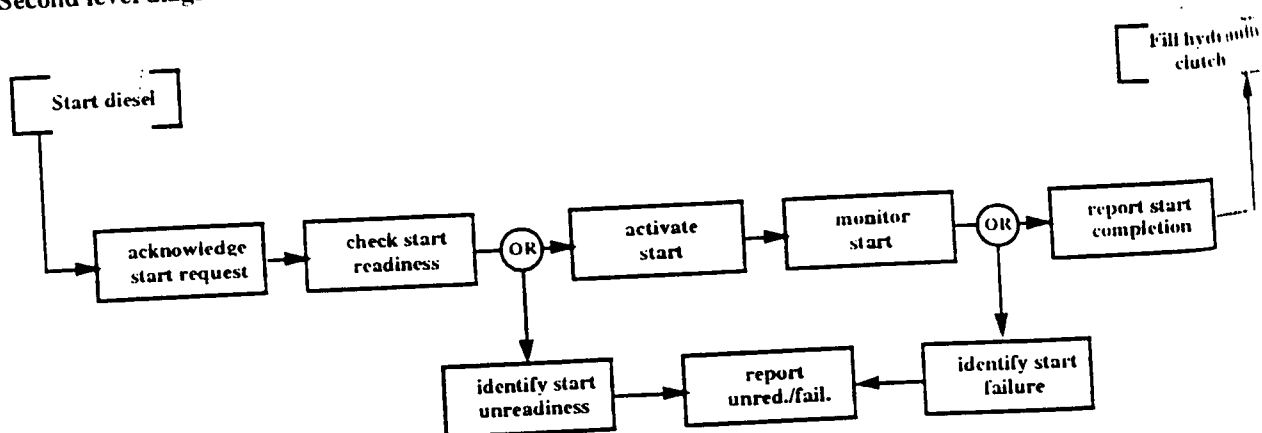 Second level
Fill hydraulic
clutch
Start diesel
acknowledge
start request
check start
readiness
OR
activate
start
monitor
start
OR
report start
completion
identify start
unreadiness
report
unred./fail.
identify start
failure